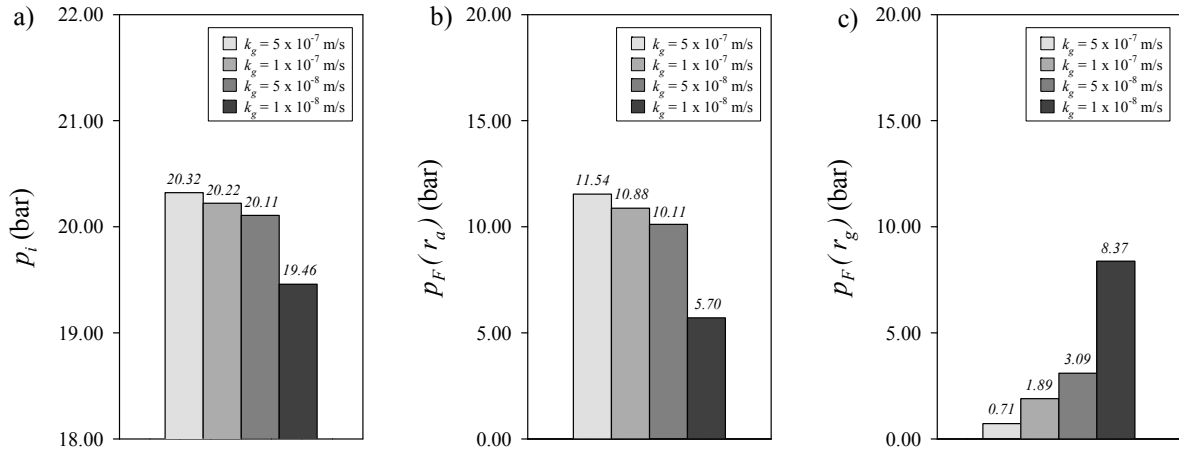 a)
22.00
21.00
20.00
19.00
18.00
p_i (bar)
k_g = 5 x 10^-7 m/s
k_g = 1 x 10^-7 m/s
k_g = 5 x 10^-8 m/s
k_g = 1 x 10^-8 m/s
20.32
20.22
20.11
19.46
b)
20.00
15.00
10.00
5.00
0.00
p_F (r_a) (bar)
k_g = 5 x 10^-7 m/s
k_g = 1 x 10^-7 m/s
k_g = 5 x 10^-8 m/s
k_g = 1 x 10^-8 m/s
11.54
10.88
10.11
5.70
c)
20.00
15.00
10.00
5.00
0.00
p_F (r_g) (bar)
k_g = 5 x 10^-7 m/s
k_g = 1 x 10^-7 m/s
k_g = 5 x 10^-8 m/s
k_g = 1 x 10^-8 m/s
0.71
1.89
3.09
8.37